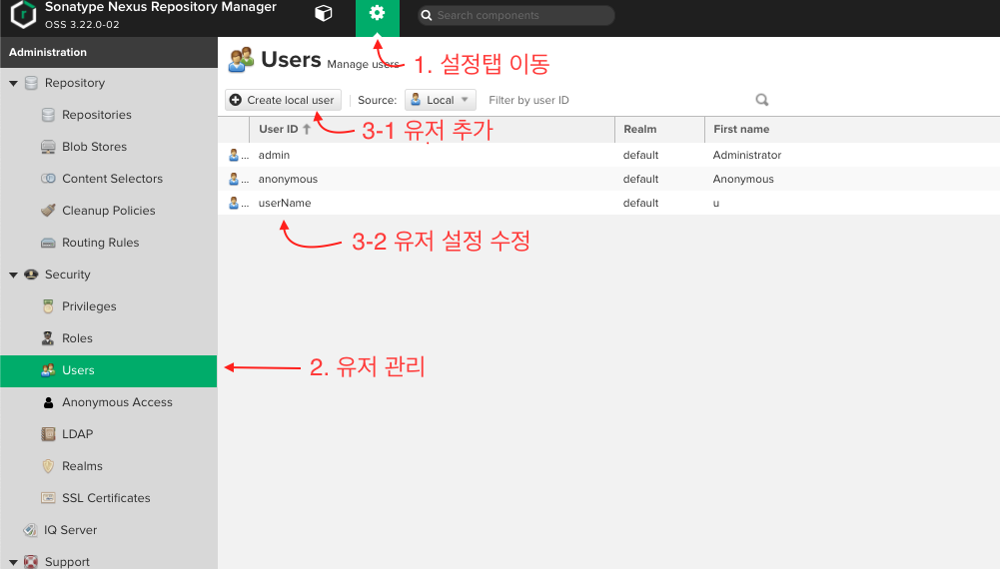 Sonatype Nexus Repository Manager
OSS 3.22.0-02
Search components
Administration
Repository
Repositories
Blob Stores
Content Selectors
Cleanup Policies
Routing Rules
Security
Privileges
Roles
Users
Anonymous Access
LDAP
Realms
SSL Certificates
IQ Server
Support
Users Manage users
1. 설정탭 이동
Create local user Source: Local Filter by user ID
3-1 유저 추가
User ID Realm First name
admin default Administrator
anonymous default Anonymous
userName default u
3-2 유저 설정 수정
2. 유저 관리